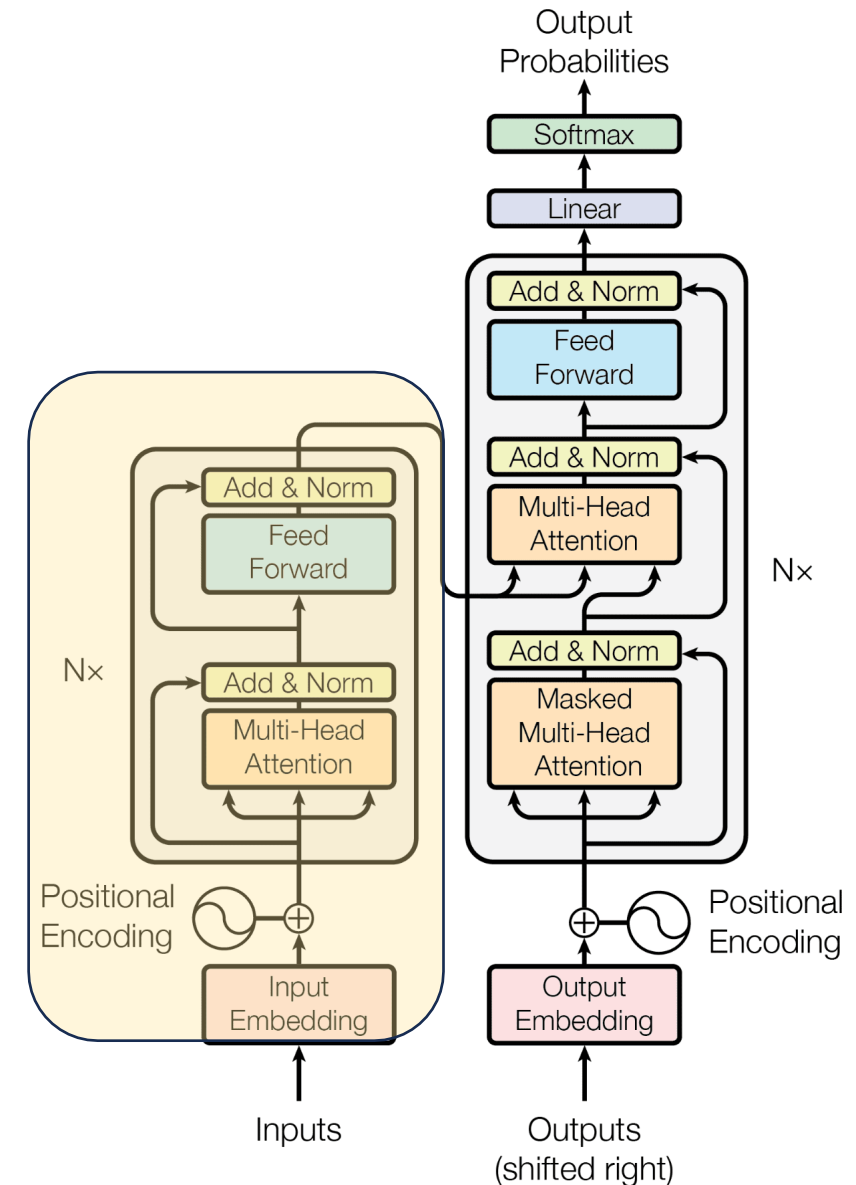 Output
Probabilities
Softmax
Linear
Add & Norm
Feed
Forward
Add & Norm
Multi-Head
Attention
Nx
Add & Norm
Masked
Multi-Head
Attention
Positional
Encoding
Output
Embedding
Outputs
(shifted right)
Add & Norm
Feed
Forward
Nx
Add & Norm
Multi-Head
Attention
Positional
Encoding
Input
Embedding
Inputs